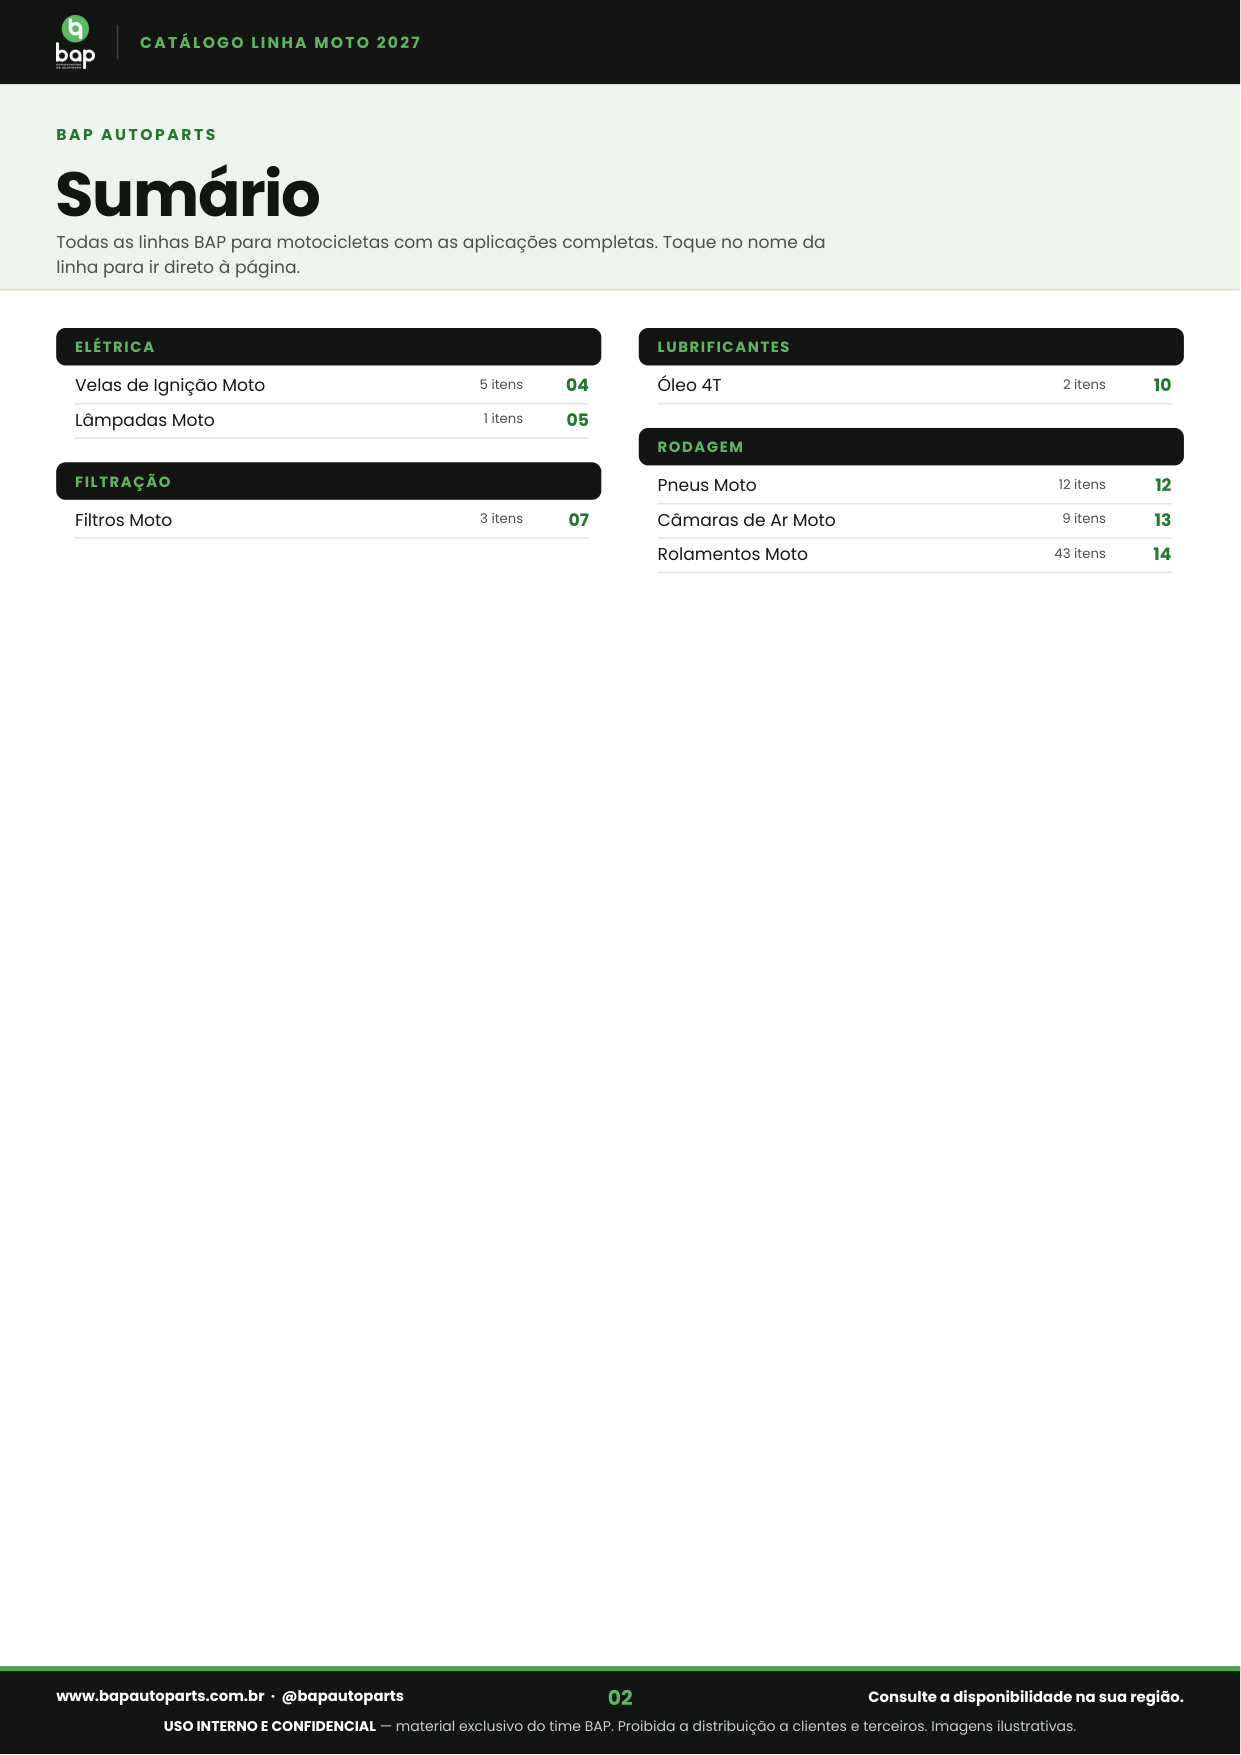 bap
CATÁLOGO LINHA MOTO 2027
BAP AUTOPARTS
Sumário
Todas as linhas BAP para motocicletas com as aplicações completas. Toque no nome da
linha para ir direto à página.
ELÉTRICA
Velas de Ignição Moto 5 itens 04
Lâmpadas Moto 1 itens 05
FILTRAÇÃO
Filtros Moto 3 itens 07
LUBRIFICANTES
Óleo 4T 2 itens 10
RODAGEM
Pneus Moto 12 itens 12
Câmaras de Ar Moto 9 itens 13
Rolamentos Moto 43 itens 14
www.bapautoparts.com.br · @bapautoparts 02 Consulte a disponibilidade na sua região.
USO INTERNO E CONFIDENCIAL — material exclusivo do time BAP. Proibida a distribuição a clientes e terceiros. Imagens ilustrativas.